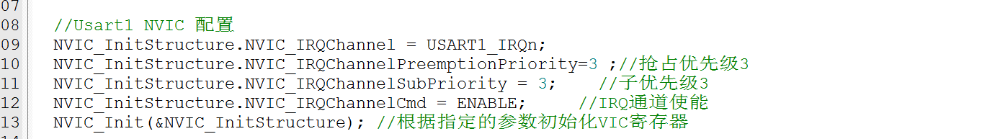 07
08 //Usart1 NVIC 配置
09 NVIC_InitStructure.NVIC_IRQChannel = USART1_IRQn;
10 NVIC_InitStructure.NVIC_IRQChannelPreemptionPriority=3 ;//抢占优先级3
11 NVIC_InitStructure.NVIC_IRQChannelSubPriority = 3; //子优先级3
12 NVIC_InitStructure.NVIC_IRQChannelCmd = ENABLE; //IRQ通道使能
13 NVIC_Init(&NVIC_InitStructure); //根据指定的参数初始化VIC寄存器